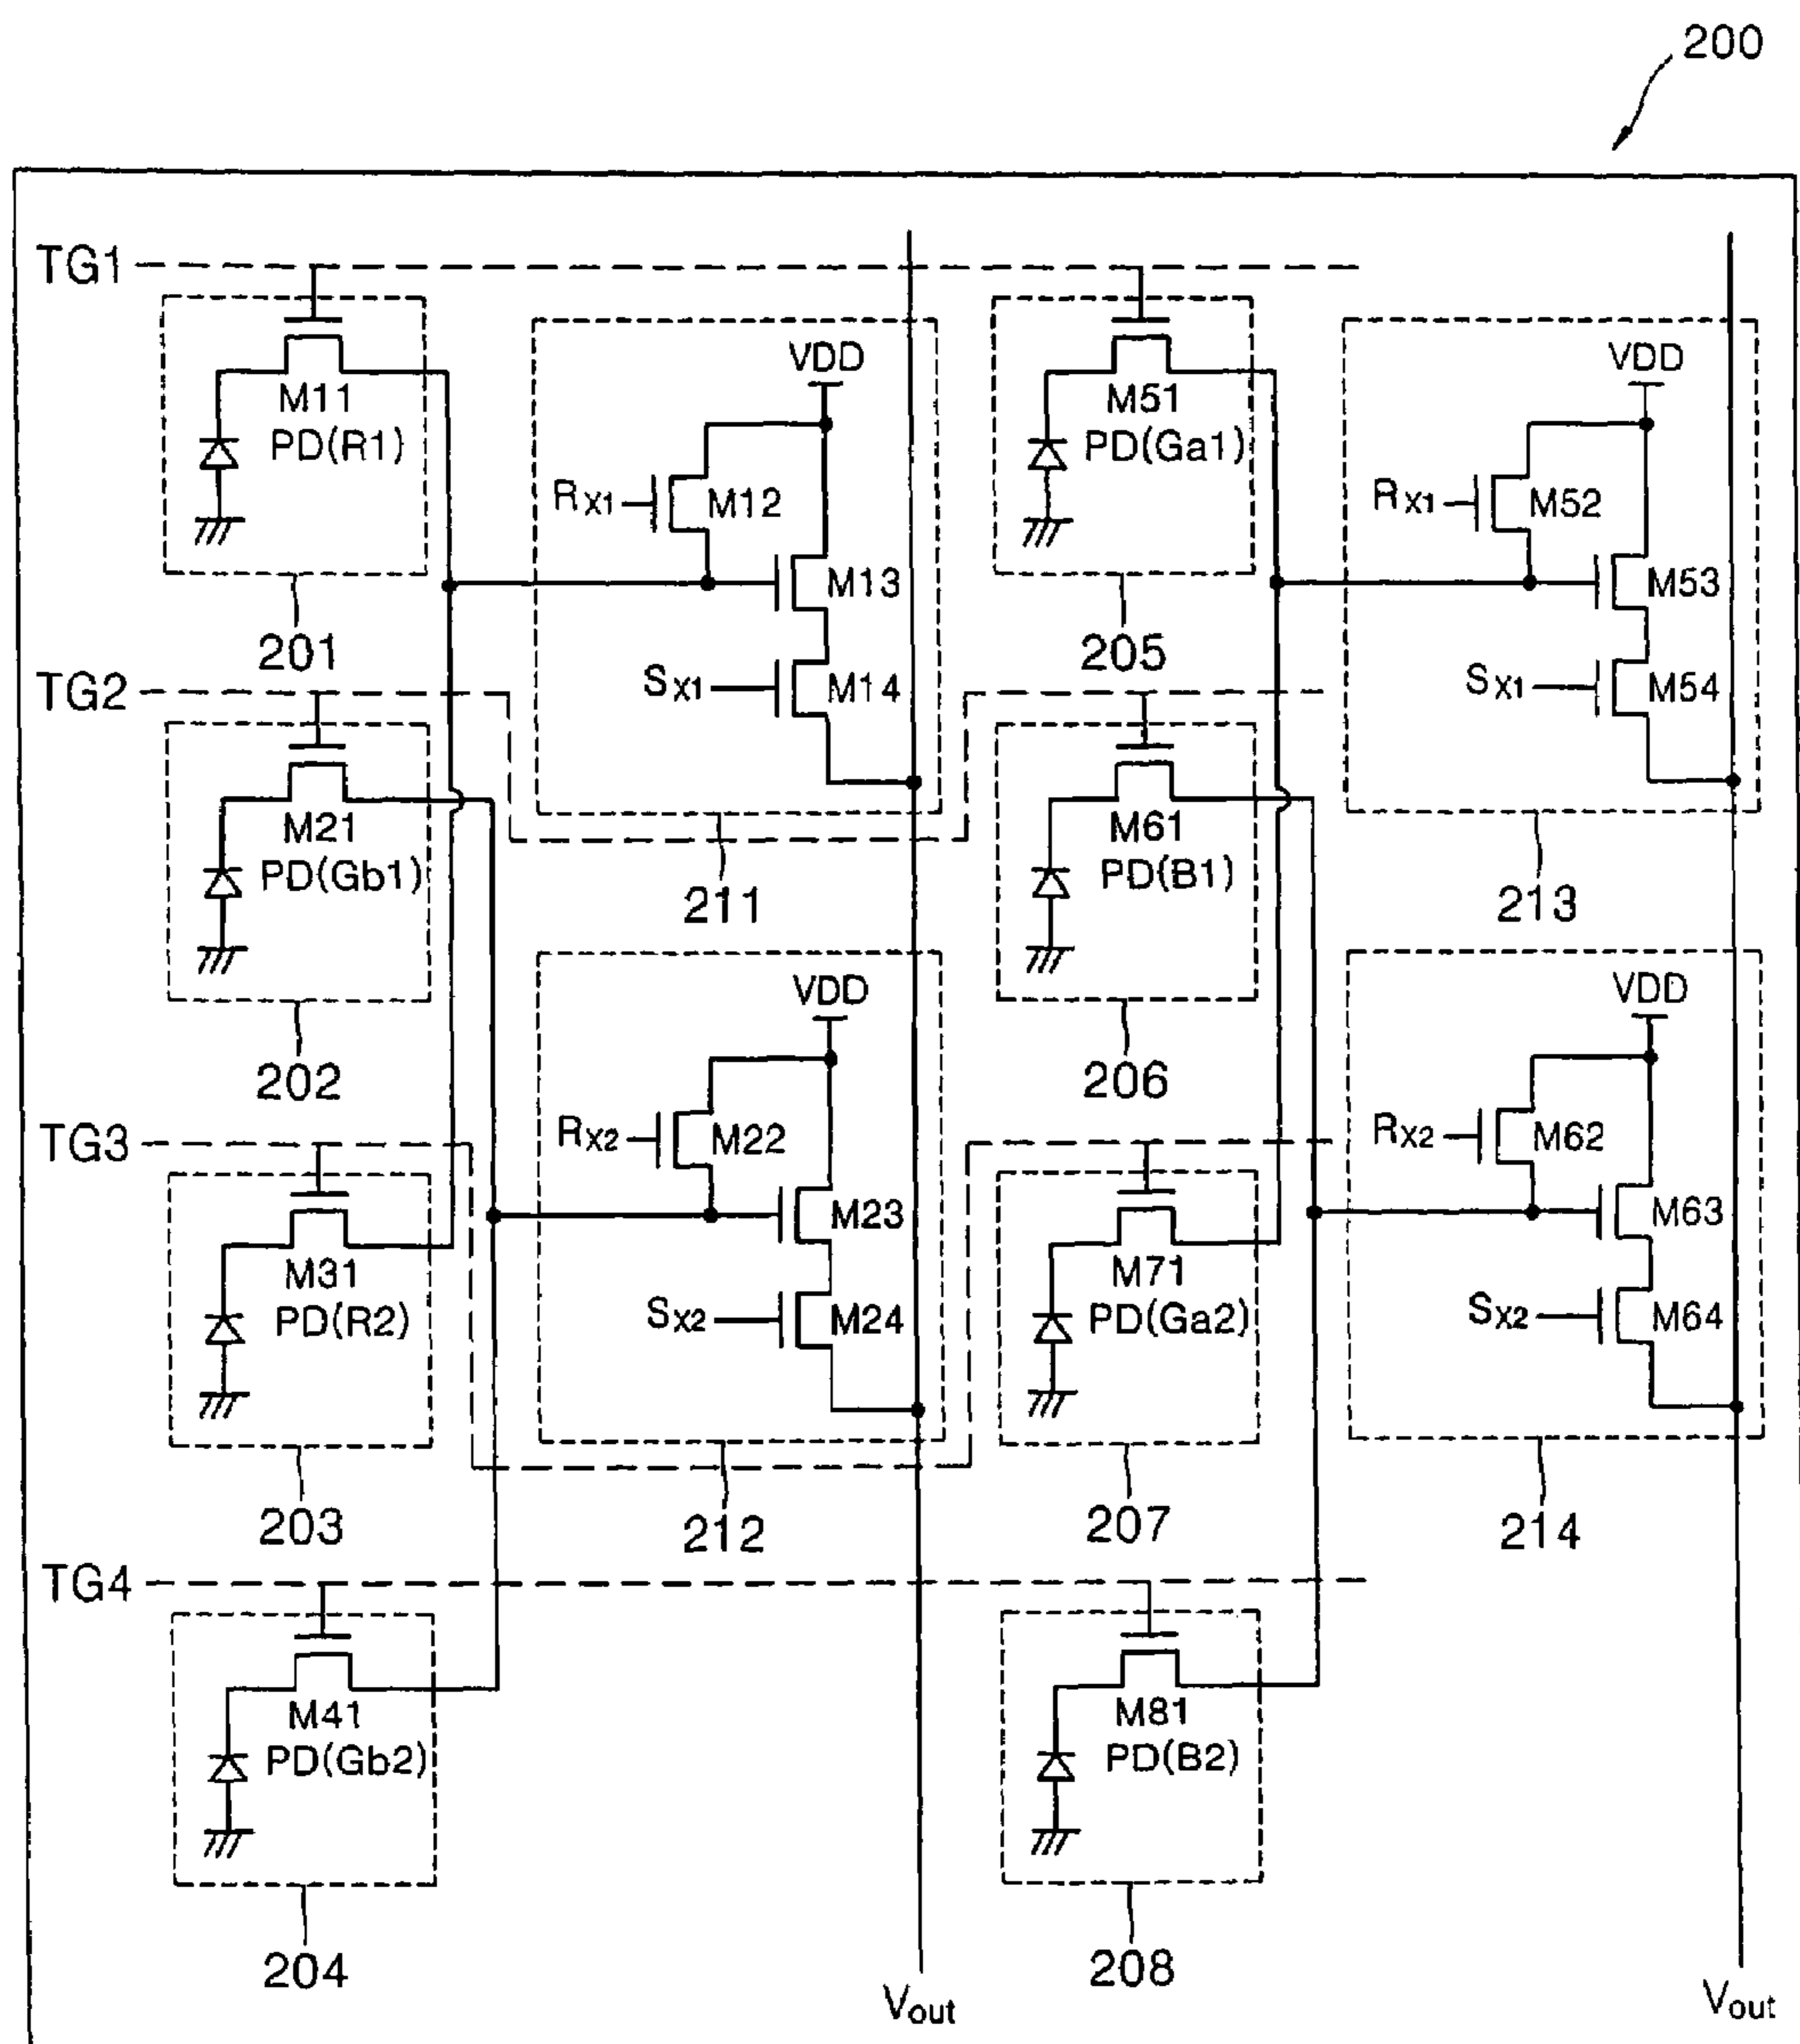 200
TG1
M11
PD(R1)
201
VDD
RX1
M12
M13
SX1
M14
211
M51
PD(Ga1)
205
VDD
RX1
M52
M53
SX1
M54
213
TG2
M21
PD(Gb1)
202
M61
PD(B1)
206
VDD
RX2
M22
M23
SX2
M24
212
VDD
RX2
M62
M63
SX2
M64
214
TG3
M31
PD(R2)
203
M71
PD(Ga2)
207
TG4
M41
PD(Gb2)
204
M81
PD(B2)
208
Vout
Vout